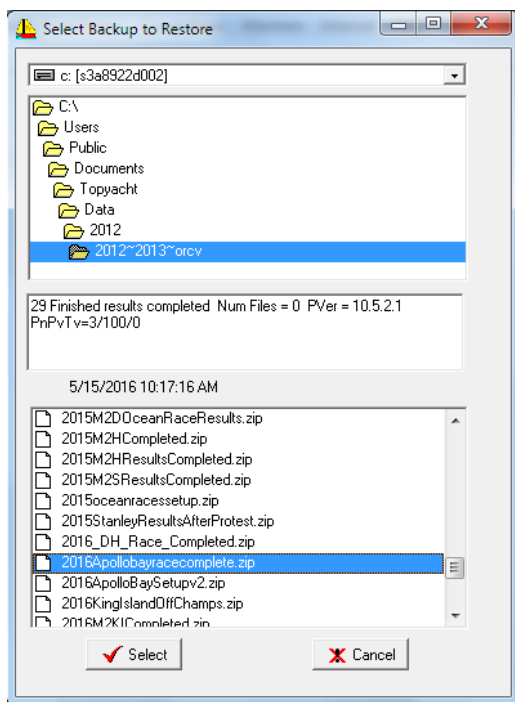 Select Backup to Restore
c: [s3a8922d002]
C:\
Users
Public
Documents
Topyacht
Data
2012
2012~2013~orcv
29 Finished results completed  Num Files = 0  PVer = 10.5.2.1
PnPvTv=3/100/0
5/15/2016 10:17:16 AM
2015M2DOceanRaceResults.zip
2015M2HCompleted.zip
2015M2HResultsCompleted.zip
2015M2SResultsCompleted.zip
2015oceanracessetup.zip
2015StanleyResultsAfterProtest.zip
2016_DH_Race_Completed.zip
2016Apollobayracecomplete.zip
2016ApolloBaySetupv2.zip
2016KingIslandOffChamps.zip
2016M2KICompleted.zip
Select
Cancel